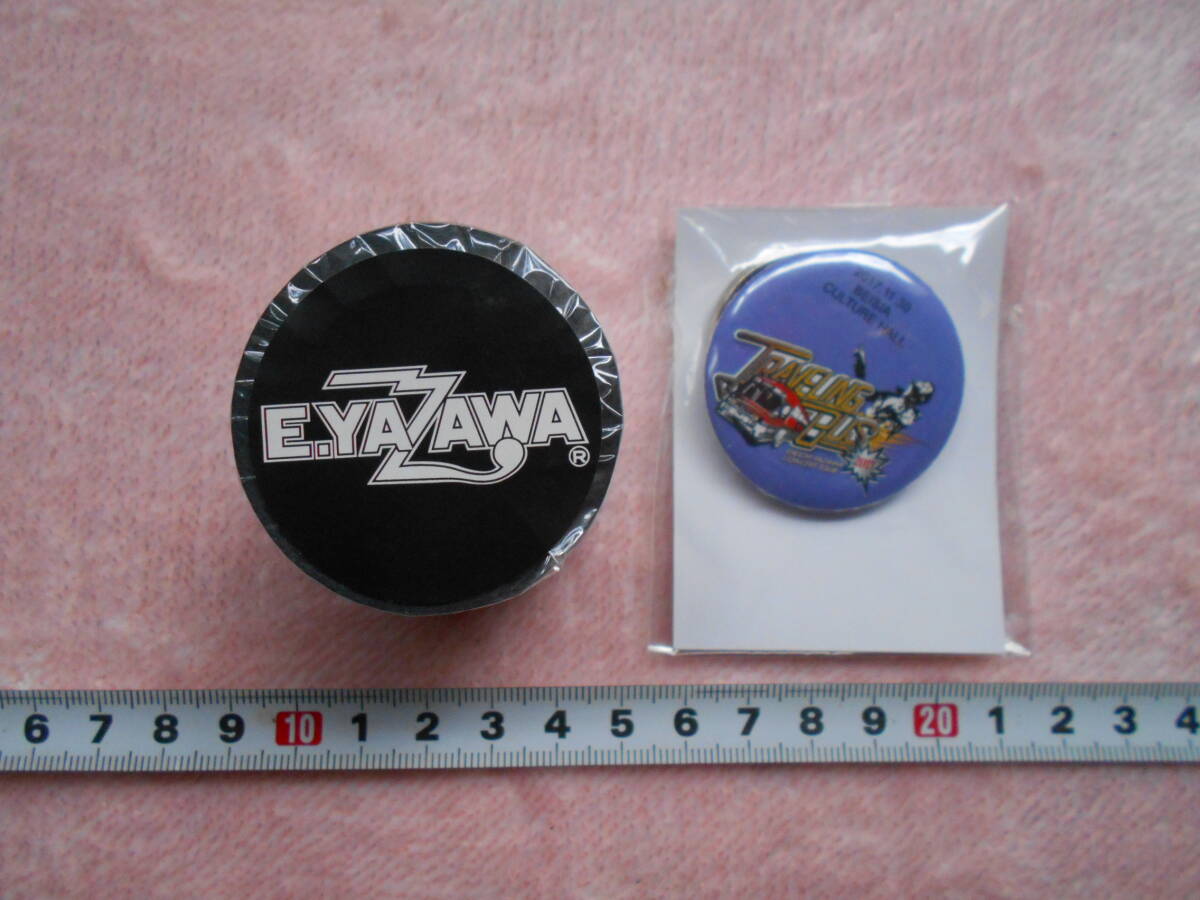 E.YAZAWA ®
CULTURE HALL
TRAVELING
BUS
6 7 8 9 10 1 2 3 4 5 6 7 8 9 20 1 2 3 4